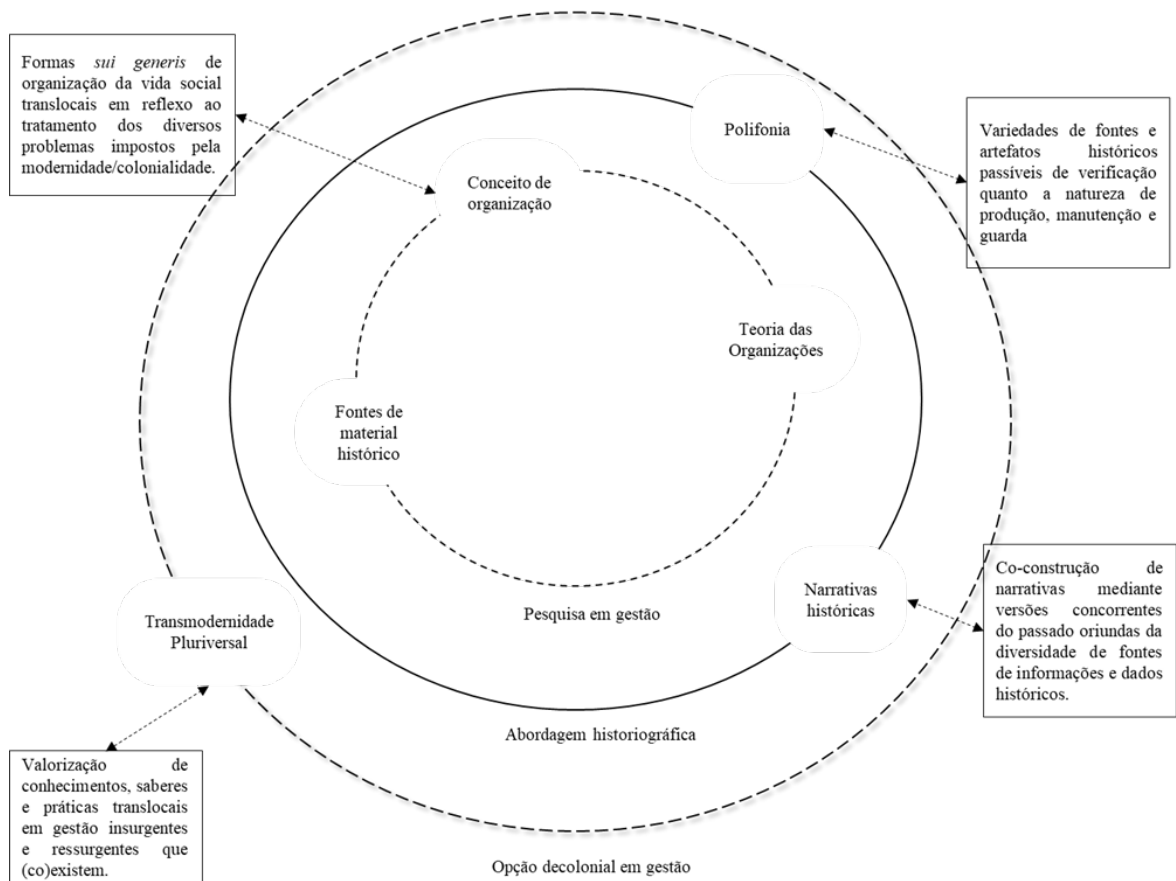 Formas sui generis de
organização da vida social
translocais em reflexo ao
tratamento dos diversos
problemas impostos pela
modernidade/colonialidade.
Polifonia
Variedades de fontes e
artefatos históricos
passíveis de verificação
quanto a natureza de
produção, manutenção e
guarda
Conceito de
organização
Teoria das
Organizações
Fontes de
material
histórico
Narrativas
históricas
Co-construção de
narrativas mediante
versões concorrentes
do passado oriundas da
diversidade de fontes
de informações e dados
históricos.
Pesquisa em gestão
Transmodernidade
Pluriversal
Abordagem historiográfica
Valorização de
conhecimentos, saberes
e práticas translocais
em gestão insurgentes
e ressurgentes que
(co)existem.
Opção decolonial em gestão